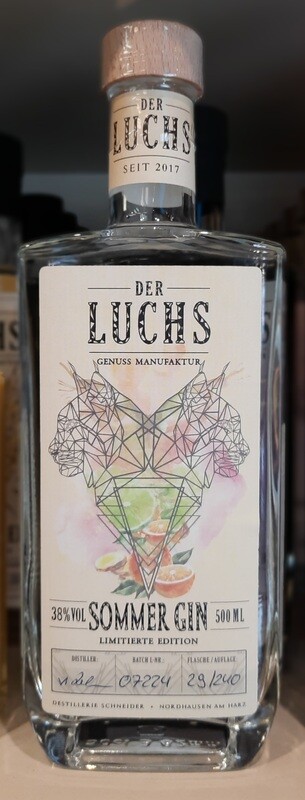 DER
LUCHS
SEIT 2017
DER
LUCHS
GENUSS MANUFAKTUR
38%VOL SOMMER GIN 500 ML
LIMITIERTE EDITION
DISTILLER: BATCH L-NR.: FLASCHE / AUFLAGE
07224 29/240
DESTILLERIE SCHNEIDER • NORDHAUSEN AM HARZ